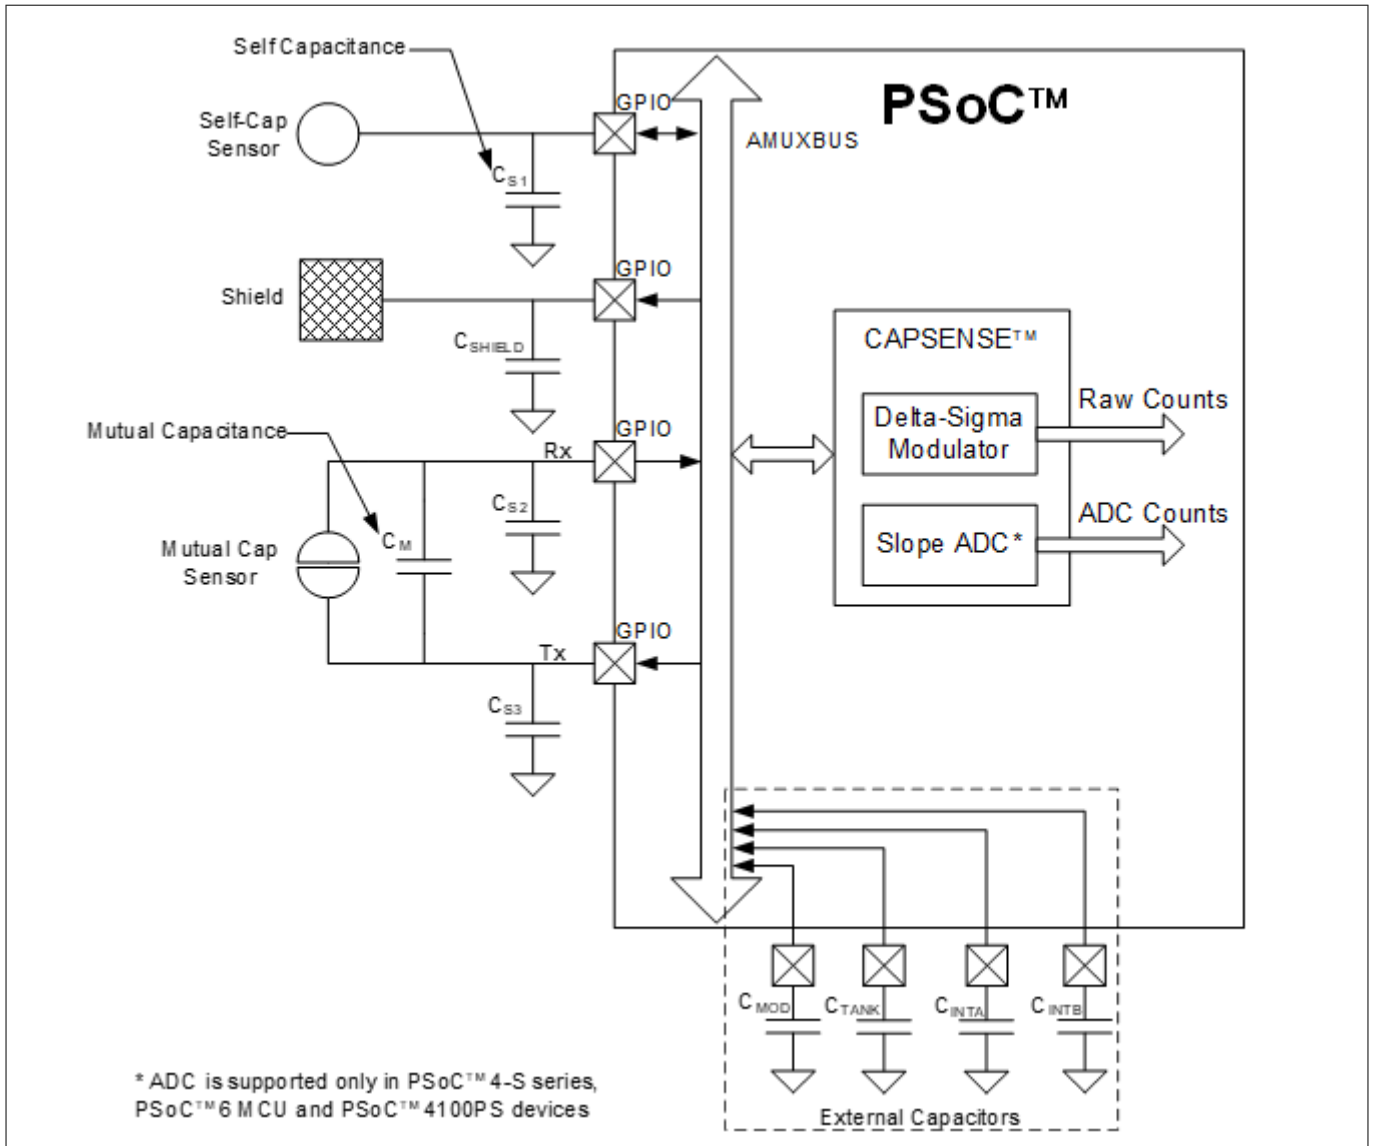 Self Capacitance
PSoC™
GPIO
Self-Cap
Sensor
AMUXBUS
CS1
GPIO
Shield
CSHIELD
CAPSENSE™
Raw Counts
Delta-Sigma
Modulator
Mutual Capacitance
GPIO
Rx
CS2
ADC Counts
Slope ADC*
CM
Mutual Cap
Sensor
GPIO
Tx
CS3
CMOD
CTANK
CINTA
CINTB
* ADC is supported only in PSoC™ 4-S series,
PSoC™ 6 MCU and PSoC™ 4100PS devices
External Capacitors